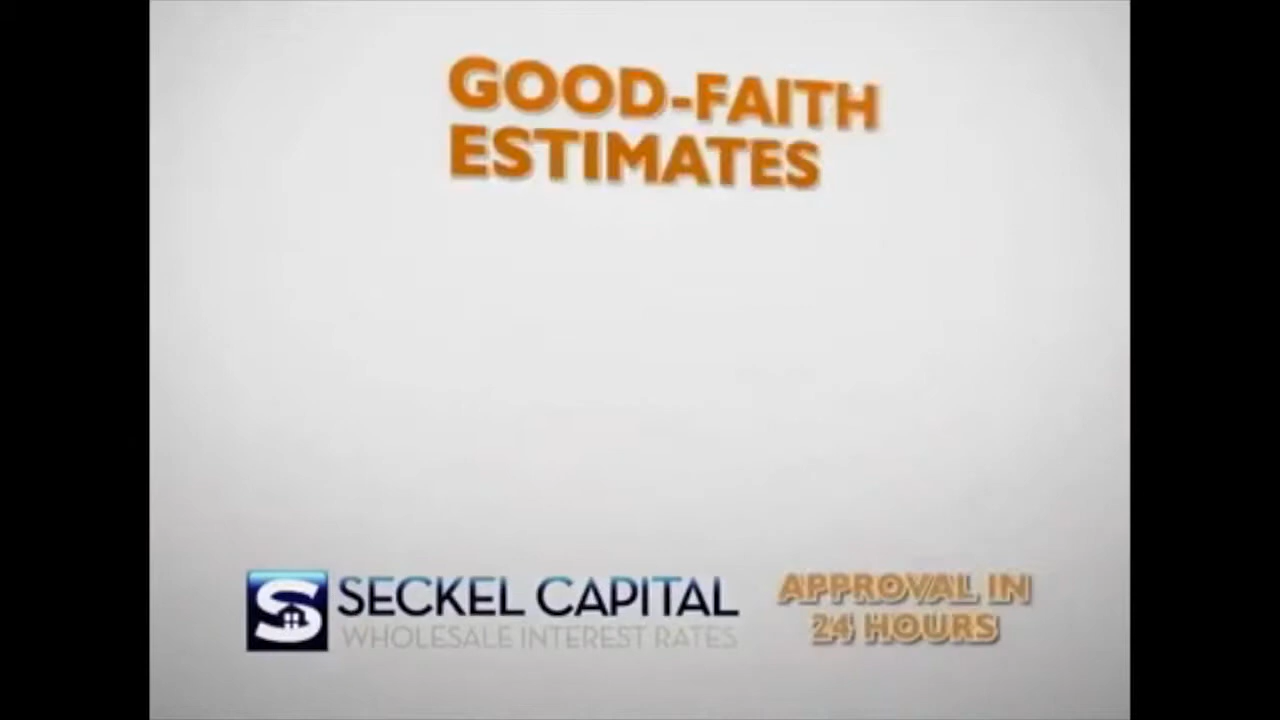 GOOD-FAITH
ESTIMATES
SECKEL CAPITAL
WHOLESALE INTEREST RATES
APPROVAL IN
24 HOURS